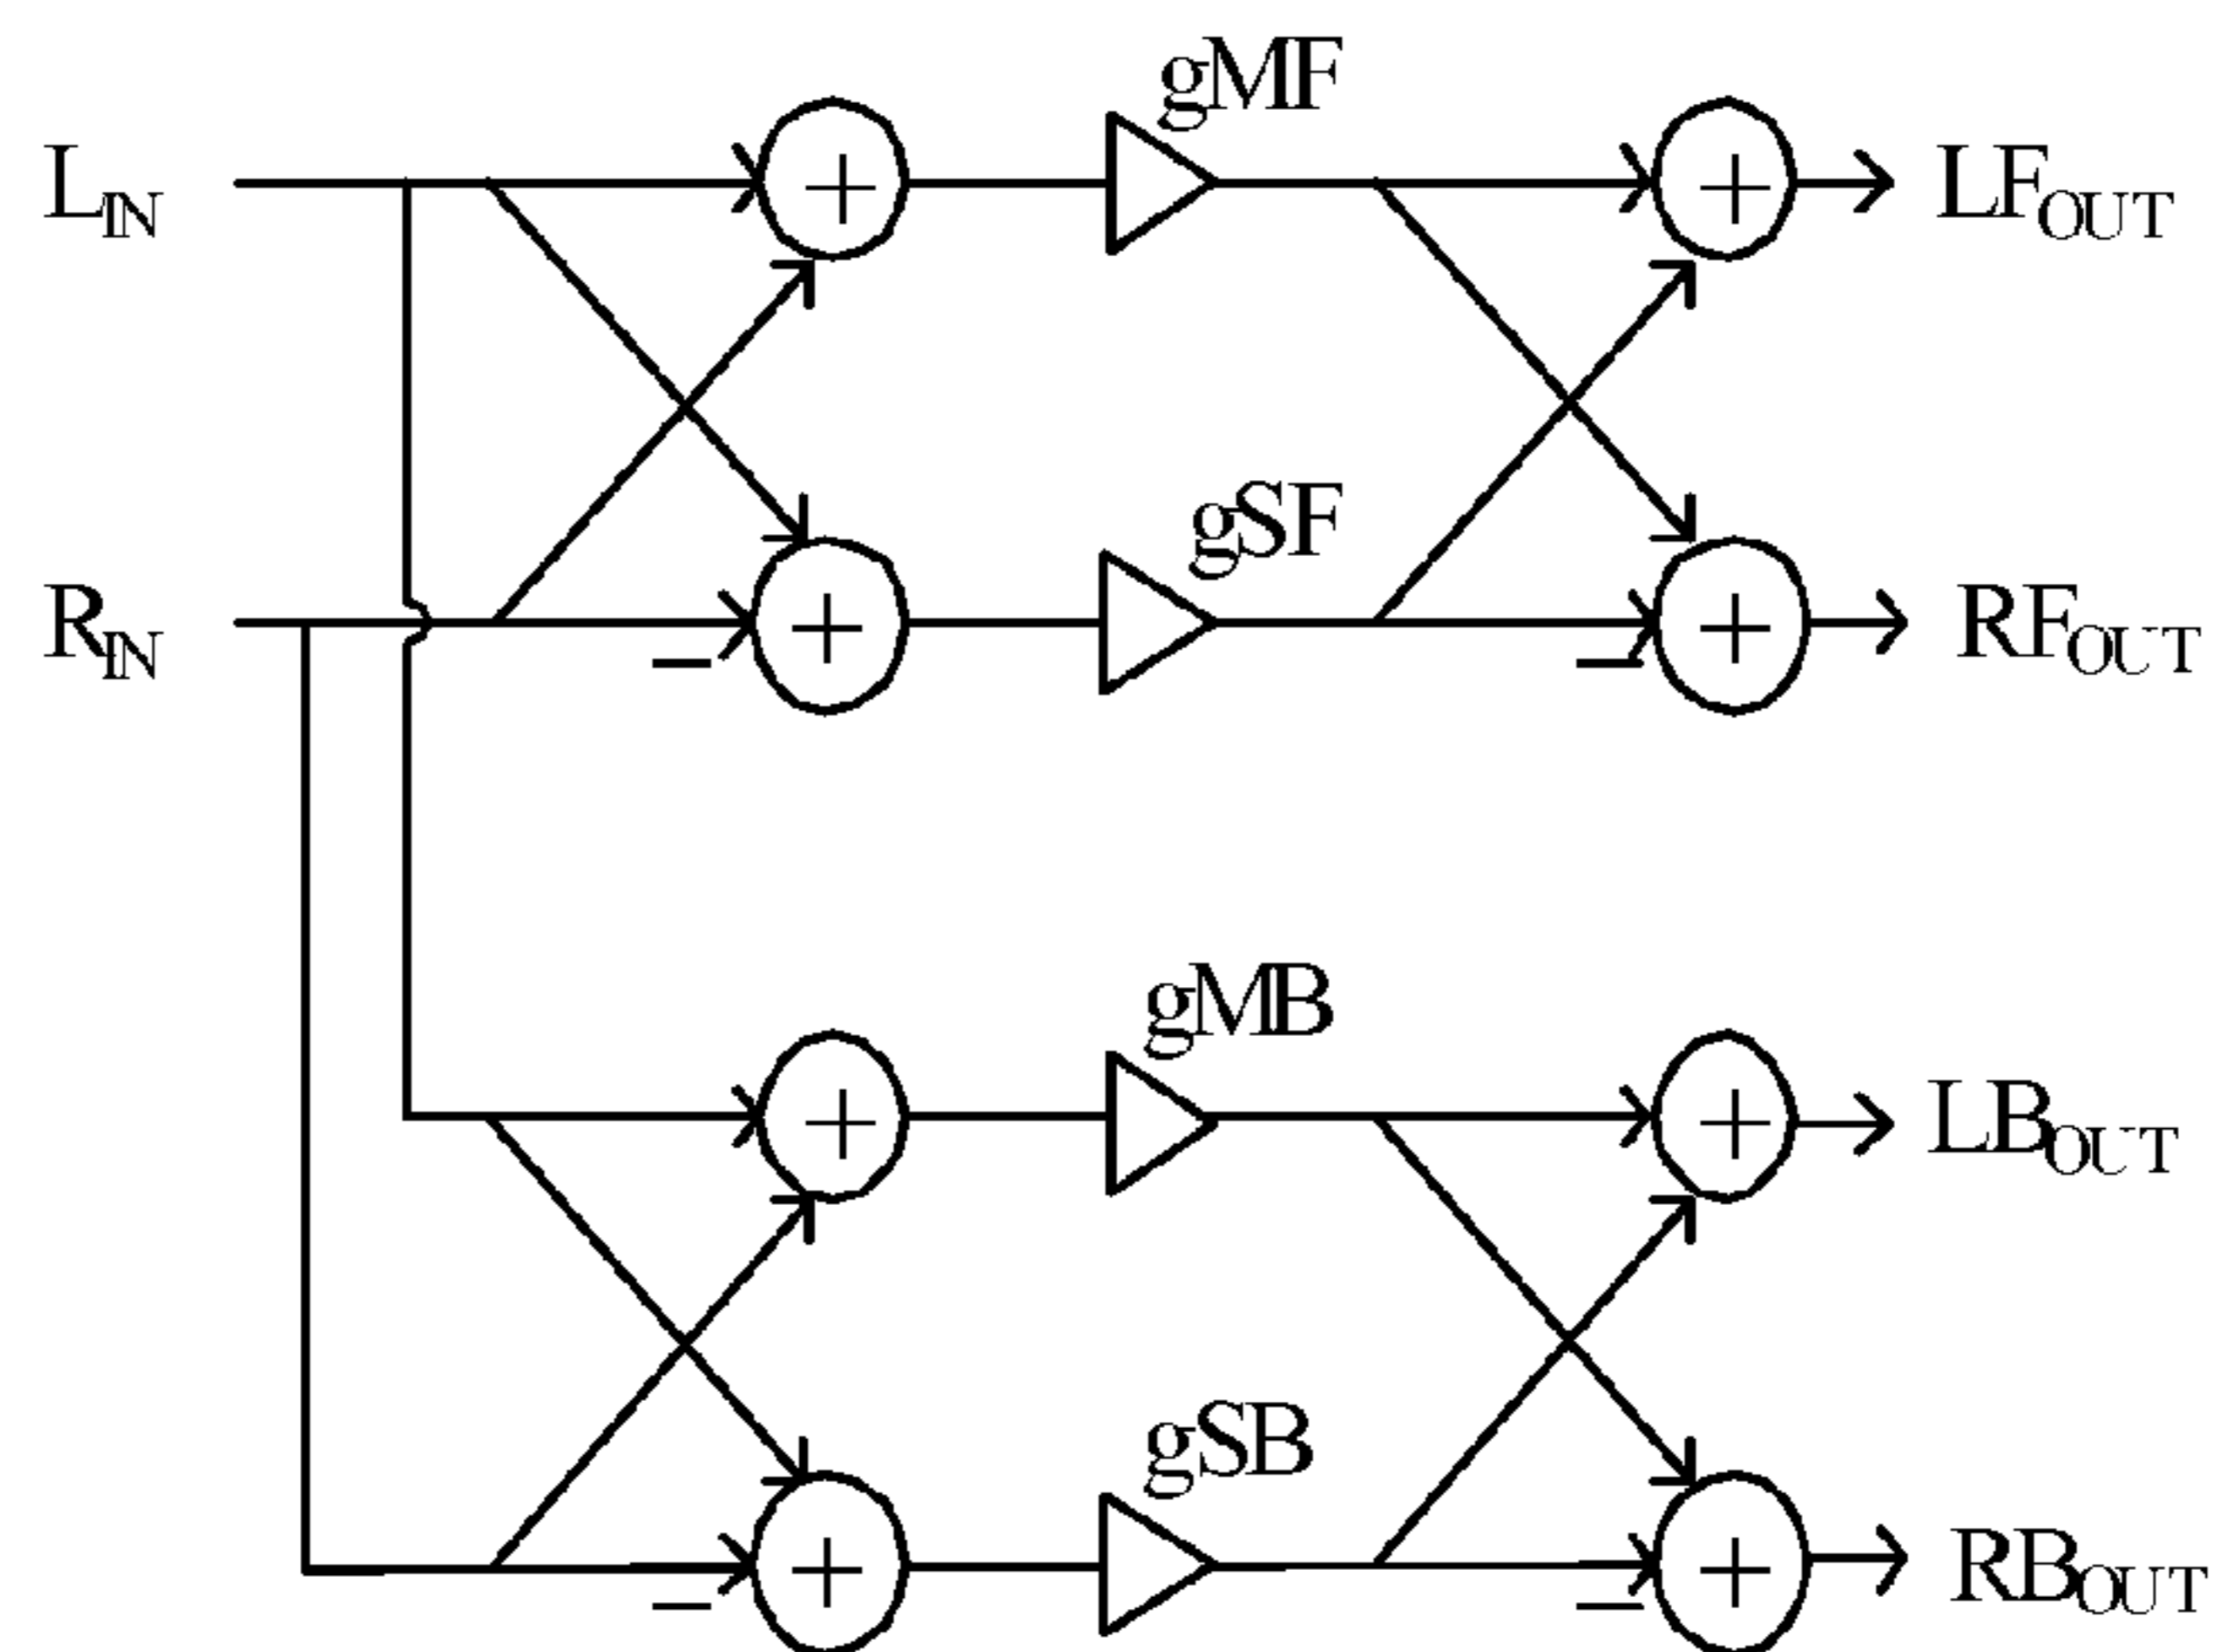 gMF
L_IN
+
+
LF_OUT
gSF
R_IN
−
+
−
+
RF_OUT
gMB
+
+
LB_OUT
gSB
−
+
−
+
RB_OUT